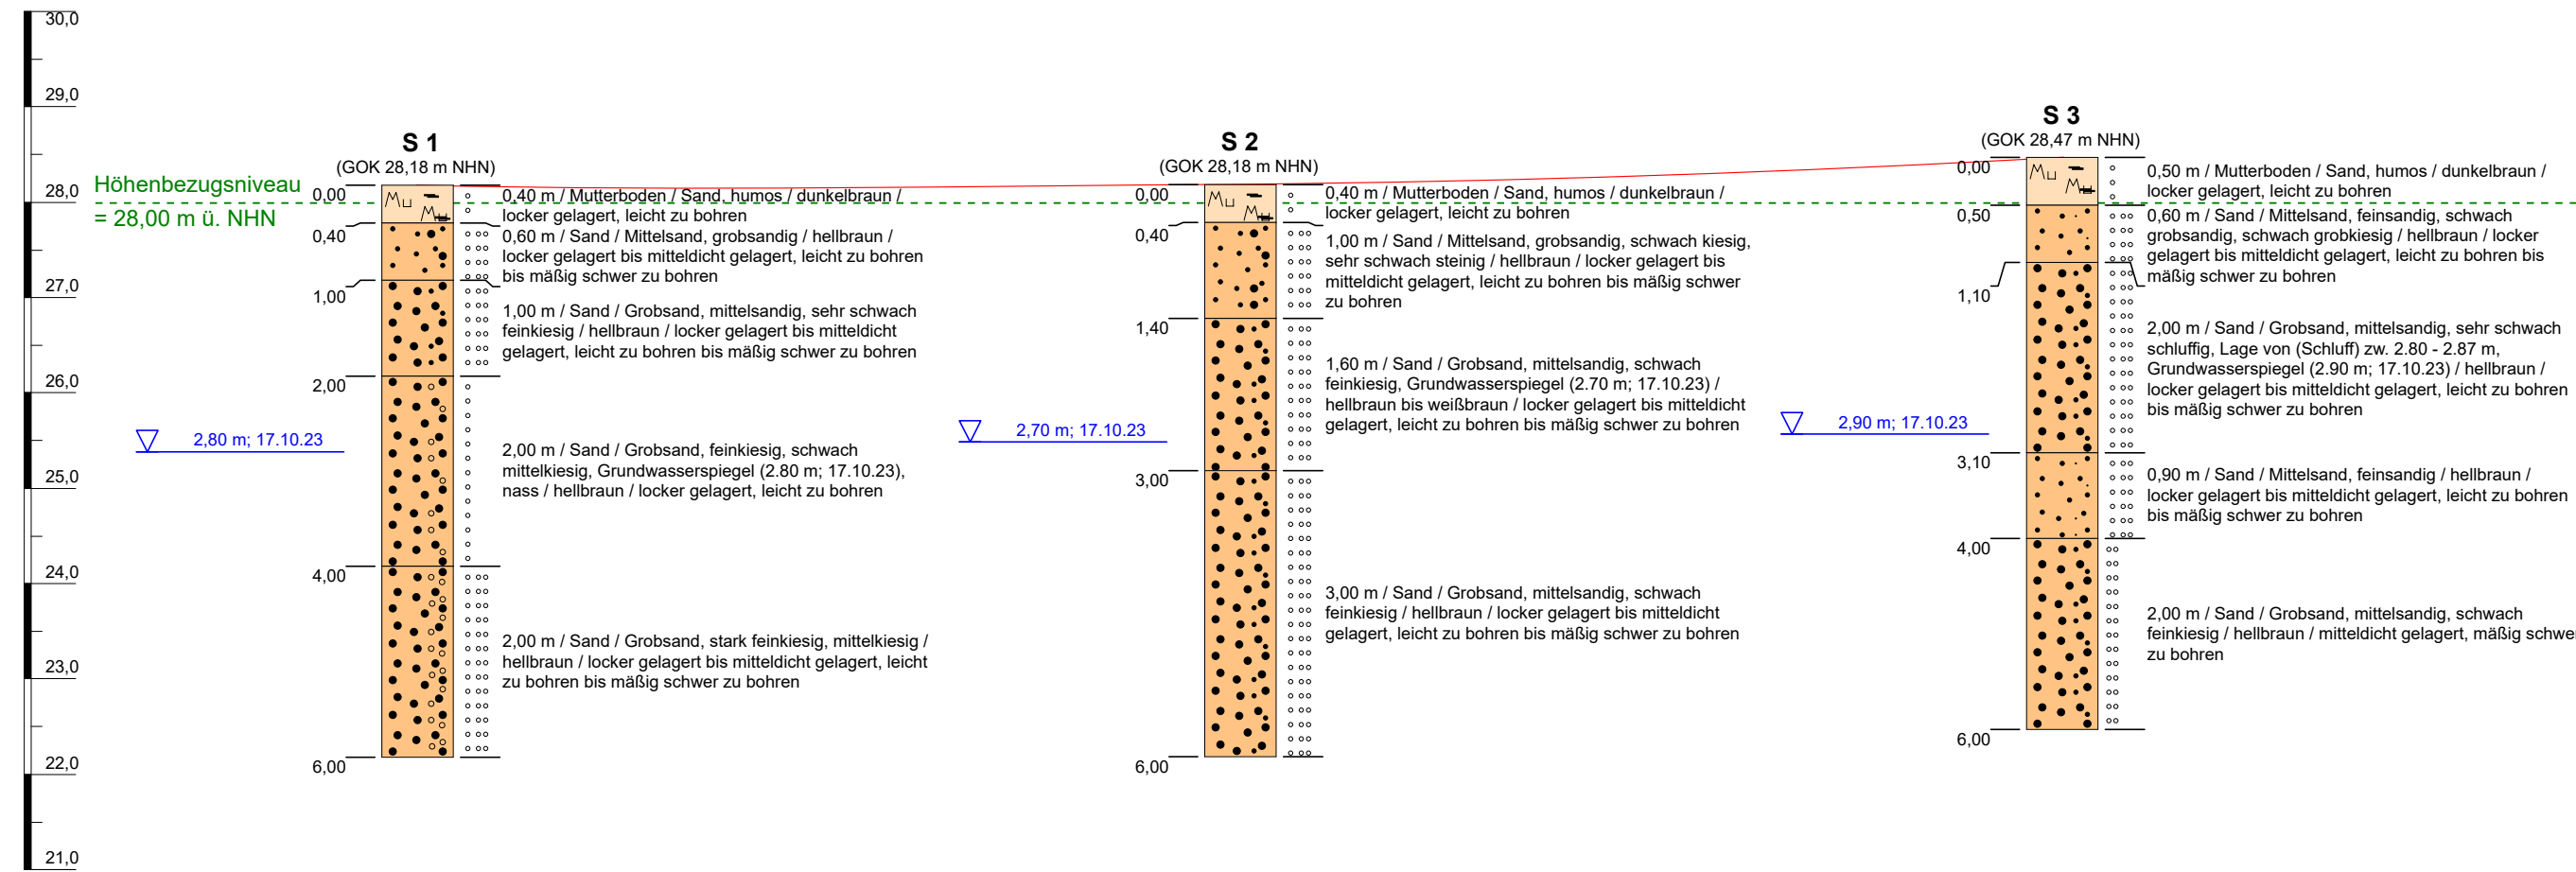 30,0
29,0
28,0
27,0
26,0
25,0
24,0
23,0
22,0
21,0
Höhenbezugsniveau
= 28,00 m ü. NHN
S 1
(GOK 28,18 m NHN)
0,00
0,40
1,00
2,00
4,00
6,00
2,80 m; 17.10.23
0,40 m / Mutterboden / Sand, humos / dunkelbraun /
locker gelagert, leicht zu bohren
0,60 m / Sand / Mittelsand, grobsandig / hellbraun /
locker gelagert bis mitteldicht gelagert, leicht zu bohren
bis mäßig schwer zu bohren
1,00 m / Sand / Grobsand, mittelsandig, sehr schwach
feinkiesig / hellbraun / locker gelagert bis mitteldicht
gelagert, leicht zu bohren bis mäßig schwer zu bohren
2,00 m / Sand / Grobsand, feinkiesig, schwach
mittelkiesig, Grundwasserspiegel (2.80 m; 17.10.23),
nass / hellbraun / locker gelagert, leicht zu bohren
2,00 m / Sand / Grobsand, stark feinkiesig, mittelkiesig /
hellbraun / locker gelagert bis mitteldicht gelagert, leicht
zu bohren bis mäßig schwer zu bohren
S 2
(GOK 28,18 m NHN)
0,00
0,40
1,40
3,00
6,00
2,70 m; 17.10.23
0,40 m / Mutterboden / Sand, humos / dunkelbraun /
locker gelagert, leicht zu bohren
1,00 m / Sand / Mittelsand, grobsandig, schwach kiesig,
sehr schwach steinig / hellbraun / locker gelagert bis
mitteldicht gelagert, leicht zu bohren bis mäßig schwer
zu bohren
1,60 m / Sand / Grobsand, mittelsandig, schwach
feinkiesig, Grundwasserspiegel (2.70 m; 17.10.23) /
hellbraun bis weißbraun / locker gelagert bis mitteldicht
gelagert, leicht zu bohren bis mäßig schwer zu bohren
3,00 m / Sand / Grobsand, mittelsandig, schwach
feinkiesig / hellbraun / locker gelagert bis mitteldicht
gelagert, leicht zu bohren bis mäßig schwer zu bohren
S 3
(GOK 28,47 m NHN)
0,00
0,50
1,10
3,10
4,00
6,00
2,90 m; 17.10.23
0,50 m / Mutterboden / Sand, humos / dunkelbraun /
locker gelagert, leicht zu bohren
0,60 m / Sand / Mittelsand, feinsandig, schwach
grobsandig, schwach grobkiesig / hellbraun / locker
gelagert bis mitteldicht gelagert, leicht zu bohren bis
mäßig schwer zu bohren
2,00 m / Sand / Grobsand, mittelsandig, sehr schwach
schluffig, Lage von (Schluff) zw. 2.80 - 2.87 m,
Grundwasserspiegel (2.90 m; 17.10.23) / hellbraun /
locker gelagert bis mitteldicht gelagert, leicht zu bohren
bis mäßig schwer zu bohren
0,90 m / Sand / Mittelsand, feinsandig / hellbraun /
locker gelagert bis mitteldicht gelagert, leicht zu bohren
bis mäßig schwer zu bohren
2,00 m / Sand / Grobsand, mittelsandig, schwach
feinkiesig / hellbraun / mitteldicht gelagert, mäßig schwer
zu bohren